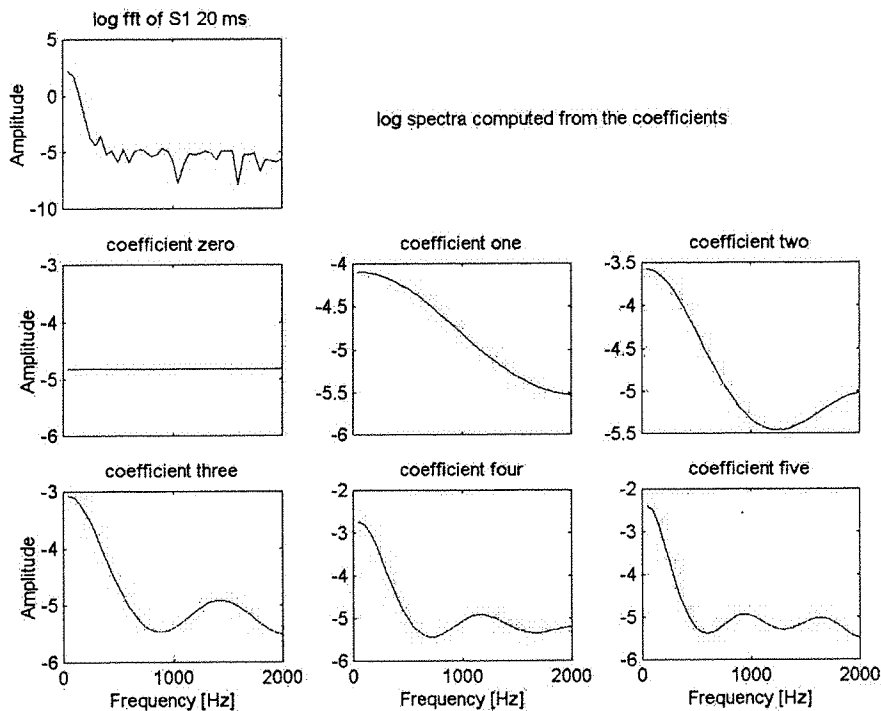 log fft of S1 20 ms
5
0
-5
-10
Amplitude
log spectra computed from the coefficients
coefficient zero
-3
-4
-5
-6
Amplitude
coefficient one
-4
-4.5
-5
-5.5
-6
coefficient two
-3.5
-4
-4.5
-5
-5.5
coefficient three
-3
-4
-5
-6
Amplitude
0 1000 2000
Frequency [Hz]
coefficient four
-2
-3
-4
-5
-6
0 1000 2000
Frequency [Hz]
coefficient five
-2
-3
-4
-5
-6
0 1000 2000
Frequency [Hz]